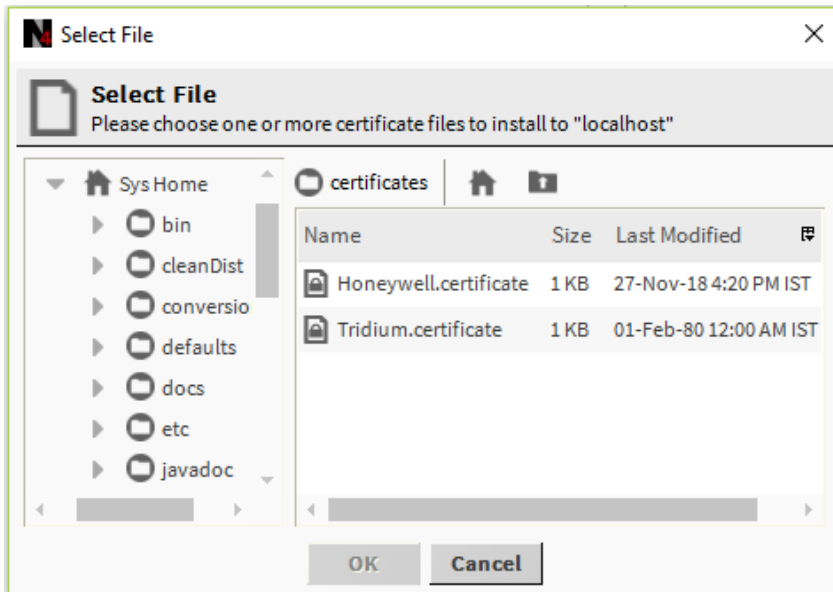 N4 Select File
Select File
Please choose one or more certificate files to install to "localhost"
Sys Home
bin
cleanDist
conversio
defaults
docs
etc
javadoc
certificates
Name Size Last Modified
Honeywell.certificate 1 KB 27-Nov-18 4:20 PM IST
Tridium.certificate 1 KB 01-Feb-80 12:00 AM IST
OK Cancel